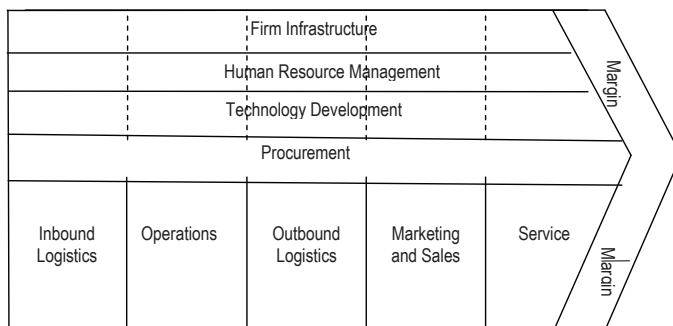 Firm Infrastructure
Human Resource Management
Technology Development
Procurement
Margin
Inbound
Logistics
Operations
Outbound
Logistics
Marketing
and Sales
Service
Margin